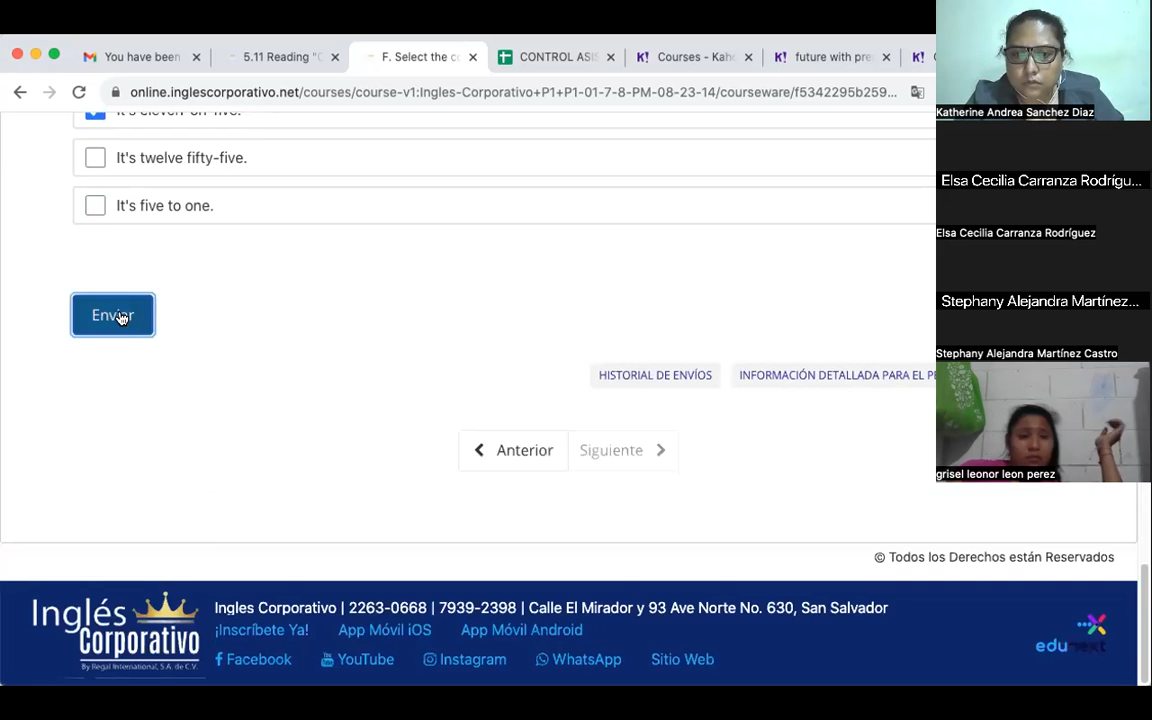 You have been
5.11 Reading "
F. Select the c
CONTROL ASI
Courses - Kah
future with pre
online.inglescorporativo.net/courses/course-v1:Ingles-Corporativo+P1+P1-01-7-8-PM-08-23-14/courseware/f5342295b259...
It's eleven-oh-five.
It's twelve fifty-five.
It's five to one.
Enviar
HISTORIAL DE ENVÍOS
INFORMACIÓN DETALLADA PARA EL PE
Anterior
Siguiente
© Todos los Derechos están Reservados
Inglés
Corporativo
By Regal International, S.A. de C.V.
Ingles Corporativo | 2263-0668 | 7939-2398 | Calle El Mirador y 93 Ave Norte No. 630, San Salvador
¡Inscríbete Ya! App Móvil iOS App Móvil Android
Facebook YouTube Instagram WhatsApp Sitio Web
edunext
Katherine Andrea Sanchez Diaz
Elsa Cecilia Carranza Rodrígu...
Elsa Cecilia Carranza Rodríguez
Stephany Alejandra Martínez...
Stephany Alejandra Martínez Castro
grisel leonor leon perez